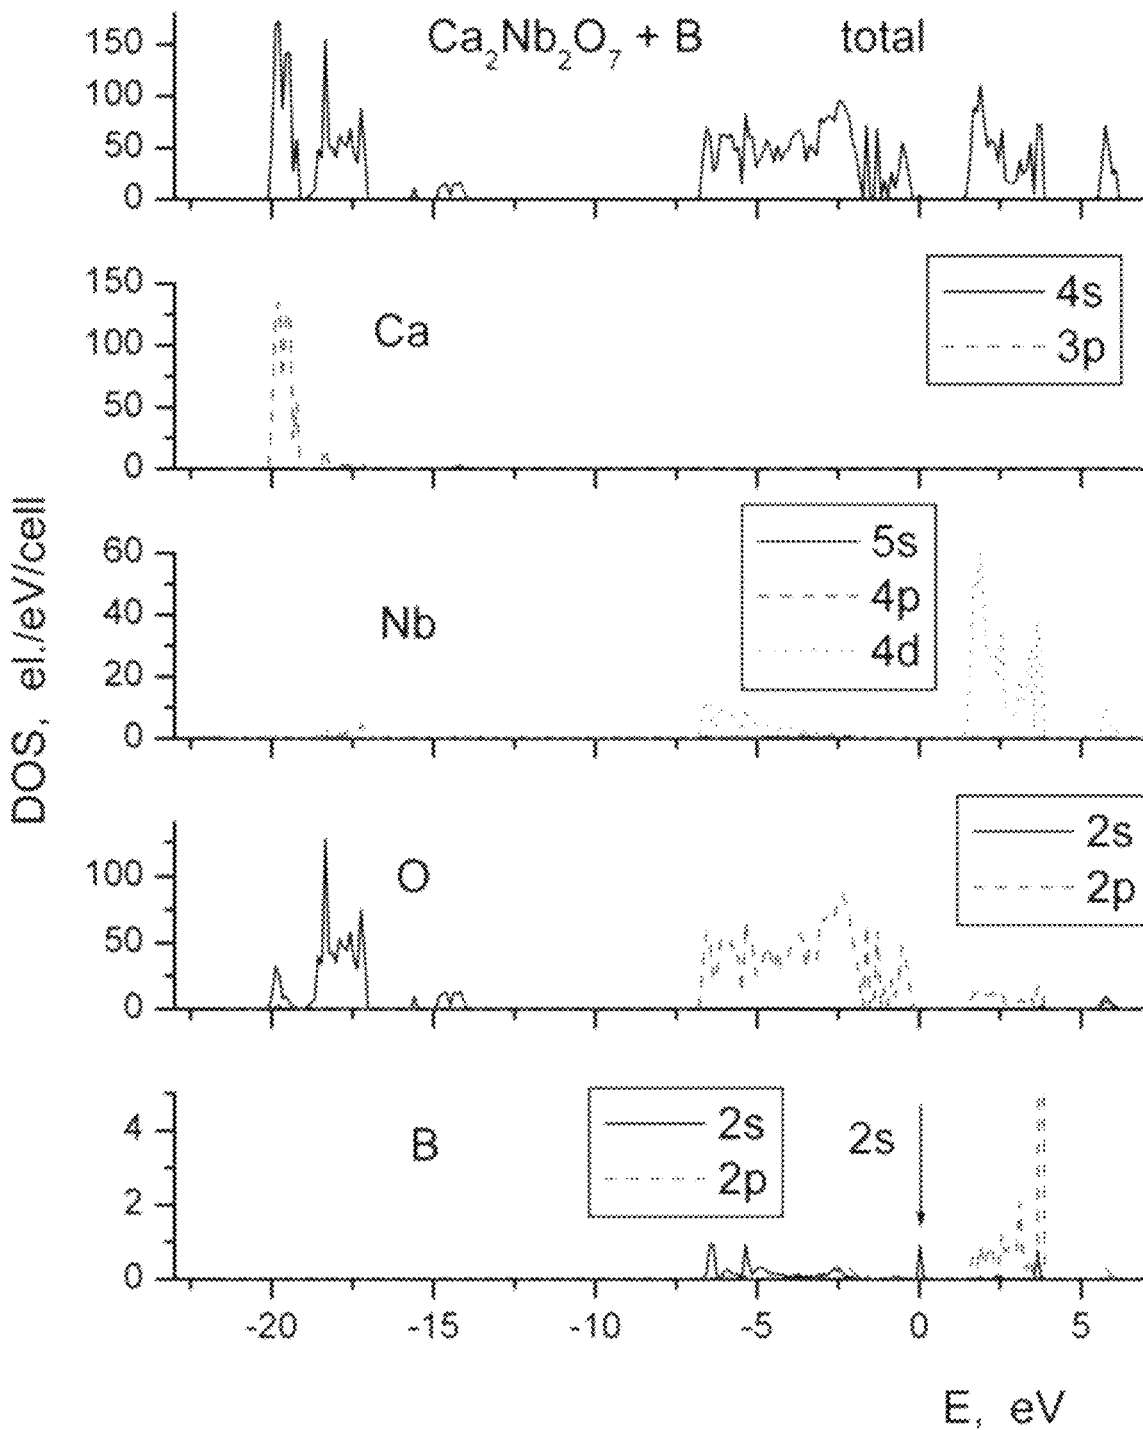 Ca₂Nb₂O₇ + B total
150
100
50
0
Ca
4s
3p
150
100
50
0
Nb
5s
4p
4d
60
40
20
0
O
2s
2p
100
50
0
B
2s
2p
2s
4
2
0
-20 -15 -10 -5 0 5
E, eV
DOS, el./eV/cell